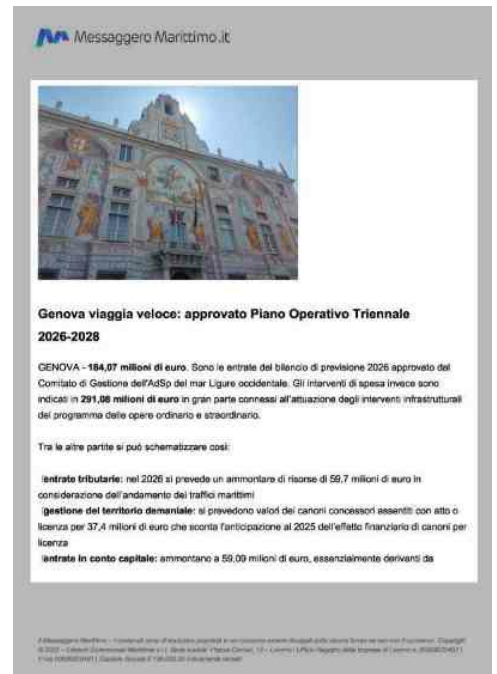 Messaggero Marittimo.it
Genova viaggia veloce: approvato Piano Operativo Triennale
2026-2028
GENOVA - 184,07 milioni di euro. Sono le entrate del bilancio di previsione 2026 approvato dal
Comitato di Gestione dell'AdSp del mar Ligure occidentale. Gli interventi di spesa invece sono
indicati in 291,08 milioni di euro in gran parte connessi all'attuazione degli interventi infrastrutturali
del programma delle opere ordinario e straordinario.
Tra le altre partite si può schematizzare così:
entrate tributarie: nel 2026 si prevede un ammontare di risorse di 59,7 milioni di euro in
considerazione dell'andamento dei traffici marittimi
gestione del territorio demaniale: si prevedono valori dei canoni concessori assentiti con atto o
licenza per 37,4 milioni di euro che sconta l'anticipazione al 2025 dell'effetto finanziario di canoni per
licenza
entrate in conto capitale: ammontano a 59,09 milioni di euro, essenzialmente derivanti da